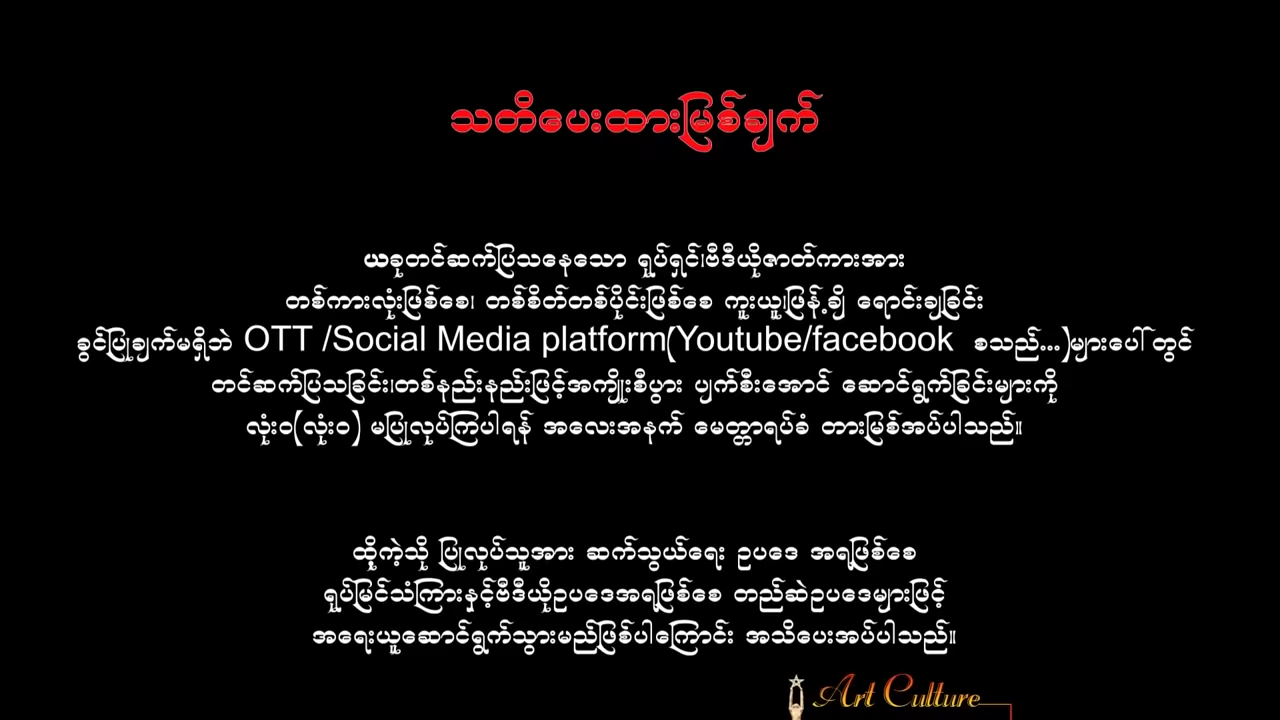 သတိပေးထားမြစ်ချက်
ယခုတင်ဆက်ပြသနေသော ရုပ်ရှင်၊ဗီဒီယိုဇာတ်ကားအား
တစ်ကားလုံးဖြစ်စေ၊ တစ်စိတ်တစ်ပိုင်းဖြစ်စေ ကူးယူ၊ဖြန့်ချိ ရောင်းချခြင်း
ခွင်ပြုချက်မရှိဘဲ OTT /Social Media platform(Youtube/facebook စသည်...)များပေါ်တွင်
တင်ဆက်ပြသခြင်း၊တစ်နည်းနည်းဖြင့်အကျိုးစီပွား ပျက်စီးအောင် ဆောင်ရွက်ခြင်းများကို
လုံးဝ(လုံးဝ) မပြုလုပ်ကြပါရန် အလေးအနက် မေတ္တာရပ်ခံ တားမြစ်အပ်ပါသည်။
ထို့ကဲ့သို ပြုလုပ်သူအား ဆက်သွယ်ရေး ဥပဒေ အရဖြစ်စေ
ရုပ်မြင်သံကြားနှင့်ဗီဒီယိုဥပဒေအရဖြစ်စေ တည်ဆဲဥပဒေများဖြင့်
အရေးယူဆောင်ရွက်သွားမည်ဖြစ်ပါကြောင်း အသိပေးအပ်ပါသည်။
Art Culture